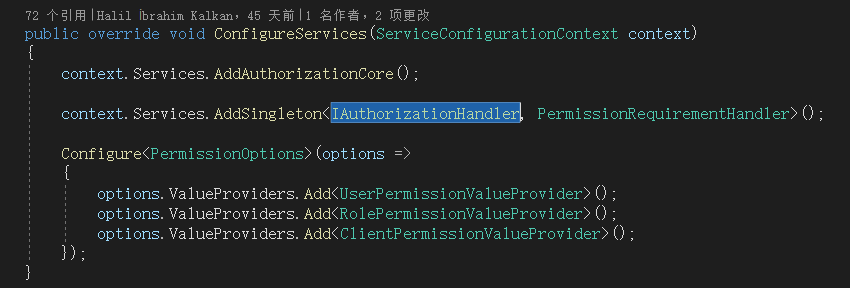 72 个引用|Halil İbrahim Kalkan，45 天前|1 名作者，2 项更改
public override void ConfigureServices(ServiceConfigurationContext context)
{
context.Services.AddAuthorizationCore();
context.Services.AddSingleton<IAuthorizationHandler, PermissionRequirementHandler>();
Configure<PermissionOptions>(options =>
{
options.ValueProviders.Add<UserPermissionValueProvider>();
options.ValueProviders.Add<RolePermissionValueProvider>();
options.ValueProviders.Add<ClientPermissionValueProvider>();
});
}